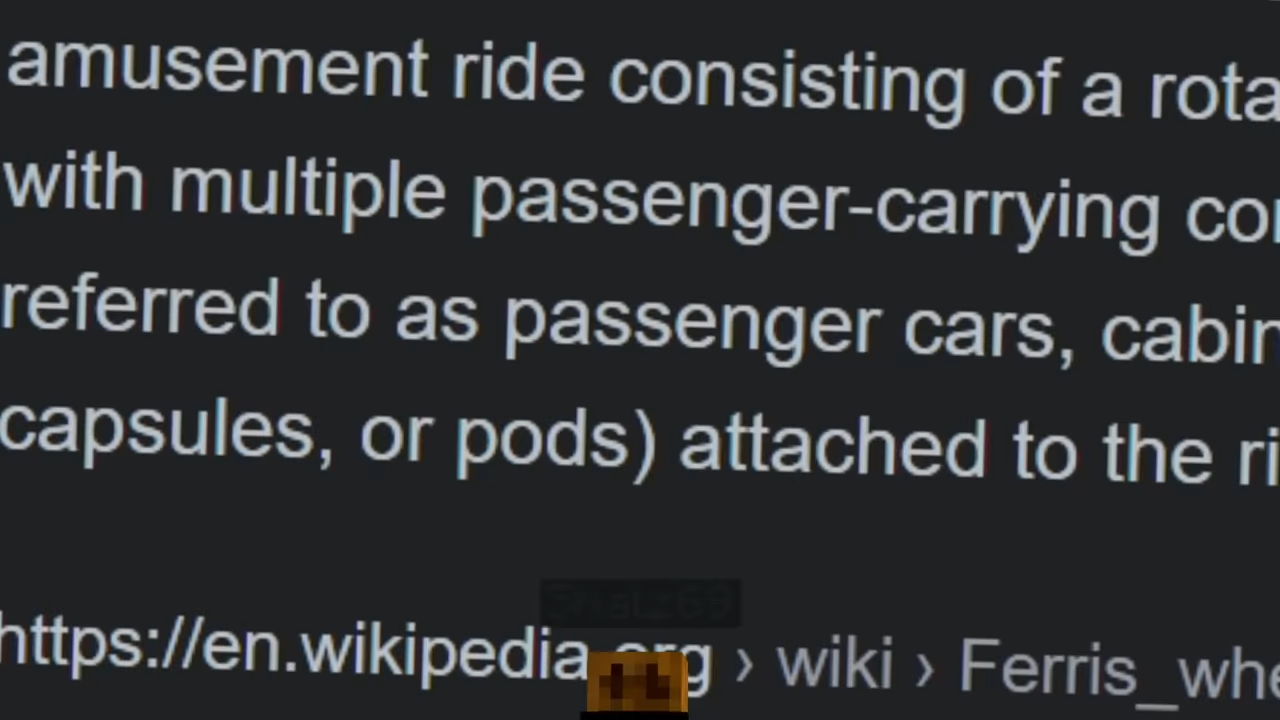 amusement ride consisting of a rota
with multiple passenger-carrying co
referred to as passenger cars, cabin
capsules, or pods) attached to the ri
https://en.wikipedia.org › wiki › Ferris_whe